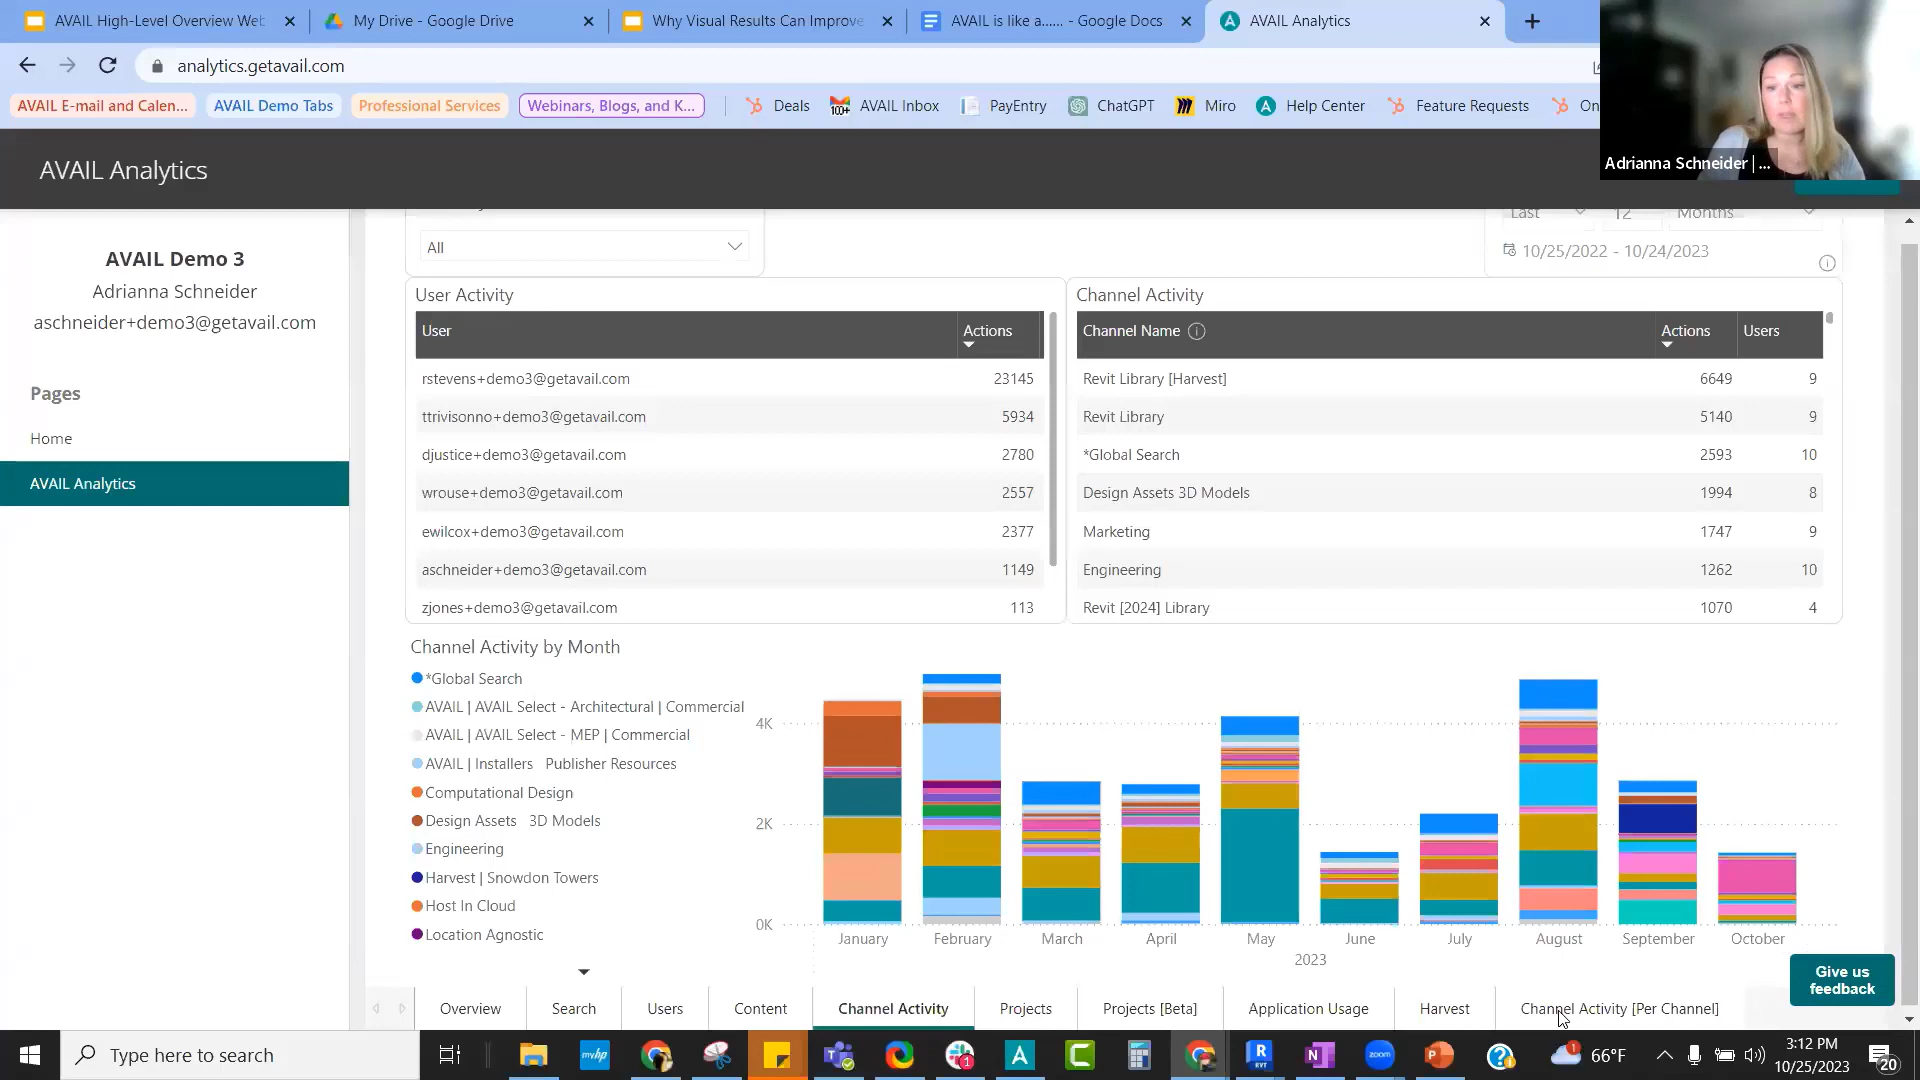 AVAIL High-Level Overview Web
My Drive - Google Drive
Why Visual Results Can Improve
AVAIL is like a...... - Google Docs
AVAIL Analytics
analytics.getavail.com
AVAIL E-mail and Calen...
AVAIL Demo Tabs
Professional Services
Webinars, Blogs, and K...
Deals
100+
AVAIL Inbox
PayEntry
ChatGPT
Miro
Help Center
Feature Requests
Adrianna Schneider | ...
AVAIL Analytics
AVAIL Demo 3
Adrianna Schneider
aschneider+demo3@getavail.com
Pages
Home
AVAIL Analytics
All
Last 12 Months
10/25/2022 - 10/24/2023
User Activity
User Actions
rstevens+demo3@getavail.com 23145
ttrivisonno+demo3@getavail.com 5934
djustice+demo3@getavail.com 2780
wrouse+demo3@getavail.com 2557
ewilcox+demo3@getavail.com 2377
aschneider+demo3@getavail.com 1149
zjones+demo3@getavail.com 113
Channel Activity
Channel Name Actions Users
Revit Library [Harvest] 6649 9
Revit Library 5140 9
*Global Search 2593 10
Design Assets 3D Models 1994 8
Marketing 1747 9
Engineering 1262 10
Revit [2024] Library 1070 4
Channel Activity by Month
*Global Search
AVAIL | AVAIL Select - Architectural | Commercial
AVAIL | AVAIL Select - MEP | Commercial
AVAIL | Installers Publisher Resources
Computational Design
Design Assets 3D Models
Engineering
Harvest | Snowdon Towers
Host In Cloud
Location Agnostic
4K
2K
0K
January February March April May June July August September October
2023
Give us
feedback
Overview Search Users Content Channel Activity Projects Projects [Beta] Application Usage Harvest Channel Activity [Per Channel]
Type here to search
66°F
3:12 PM
10/25/2023
20